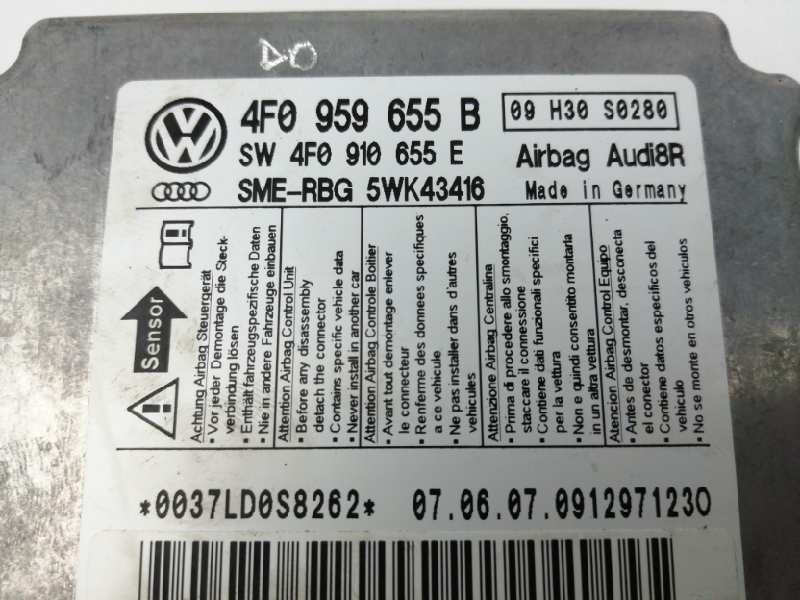 VW
4F0 959 655 B
09 H30 S0280
SW 4F0 910 655 E
Airbag Audi8R
SME-RBG 5WK43416
Made in Germany
Sensor
Achtung Airbag Steuergerät
• Vor jeder Demontage die Steck-
verbindung lösen
• Enthält fahrzeugspezifische Daten
• Nie in andere Fahrzeuge einbauen
Attention Airbag Control Unit
• Before any disassembly
detach the connector
• Contains specific vehicle data
• Never install in another car
Attention Airbag Controle Boitier
• Avant tout demontage enlever
le connecteur
• Renferme des donnees specifiques
a ce vehicule
• Ne pas installer dans d'autres
vehicules
Attenzione Airbag Centralina
• Prima di procedere allo smontaggio,
staccare il connessione
• Contiene dati funzionali specifici
per la vettura
• Non e quindi consentito montarla
in un altra vettura
Atencion Airbag Control Equipo
• Antes de desmontar, desconecta
el conector
• Contiene datos especificos del
vehiculo
• No se monte en otros vehiculos
*0037LD0S8262*
07.06.07.0912971230